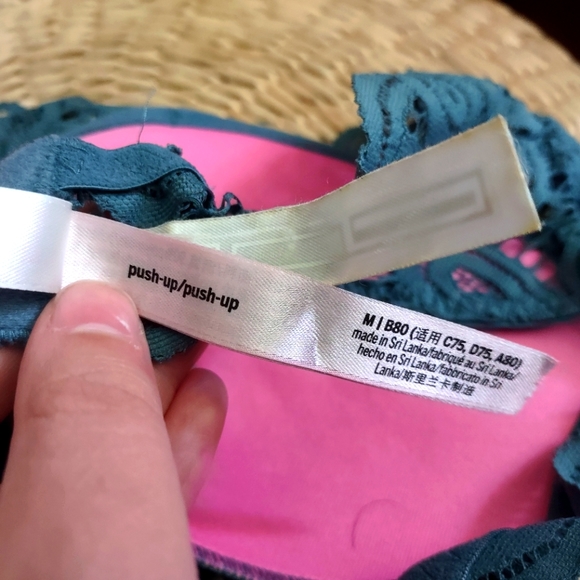 push-up/push-up
M | B80 (适用 C75, D75, A80)
made in Sri Lanka/fabriqué au Sri Lanka/
hecho en Sri Lanka/fabbricato in Sri
Lanka/斯里兰卡制造